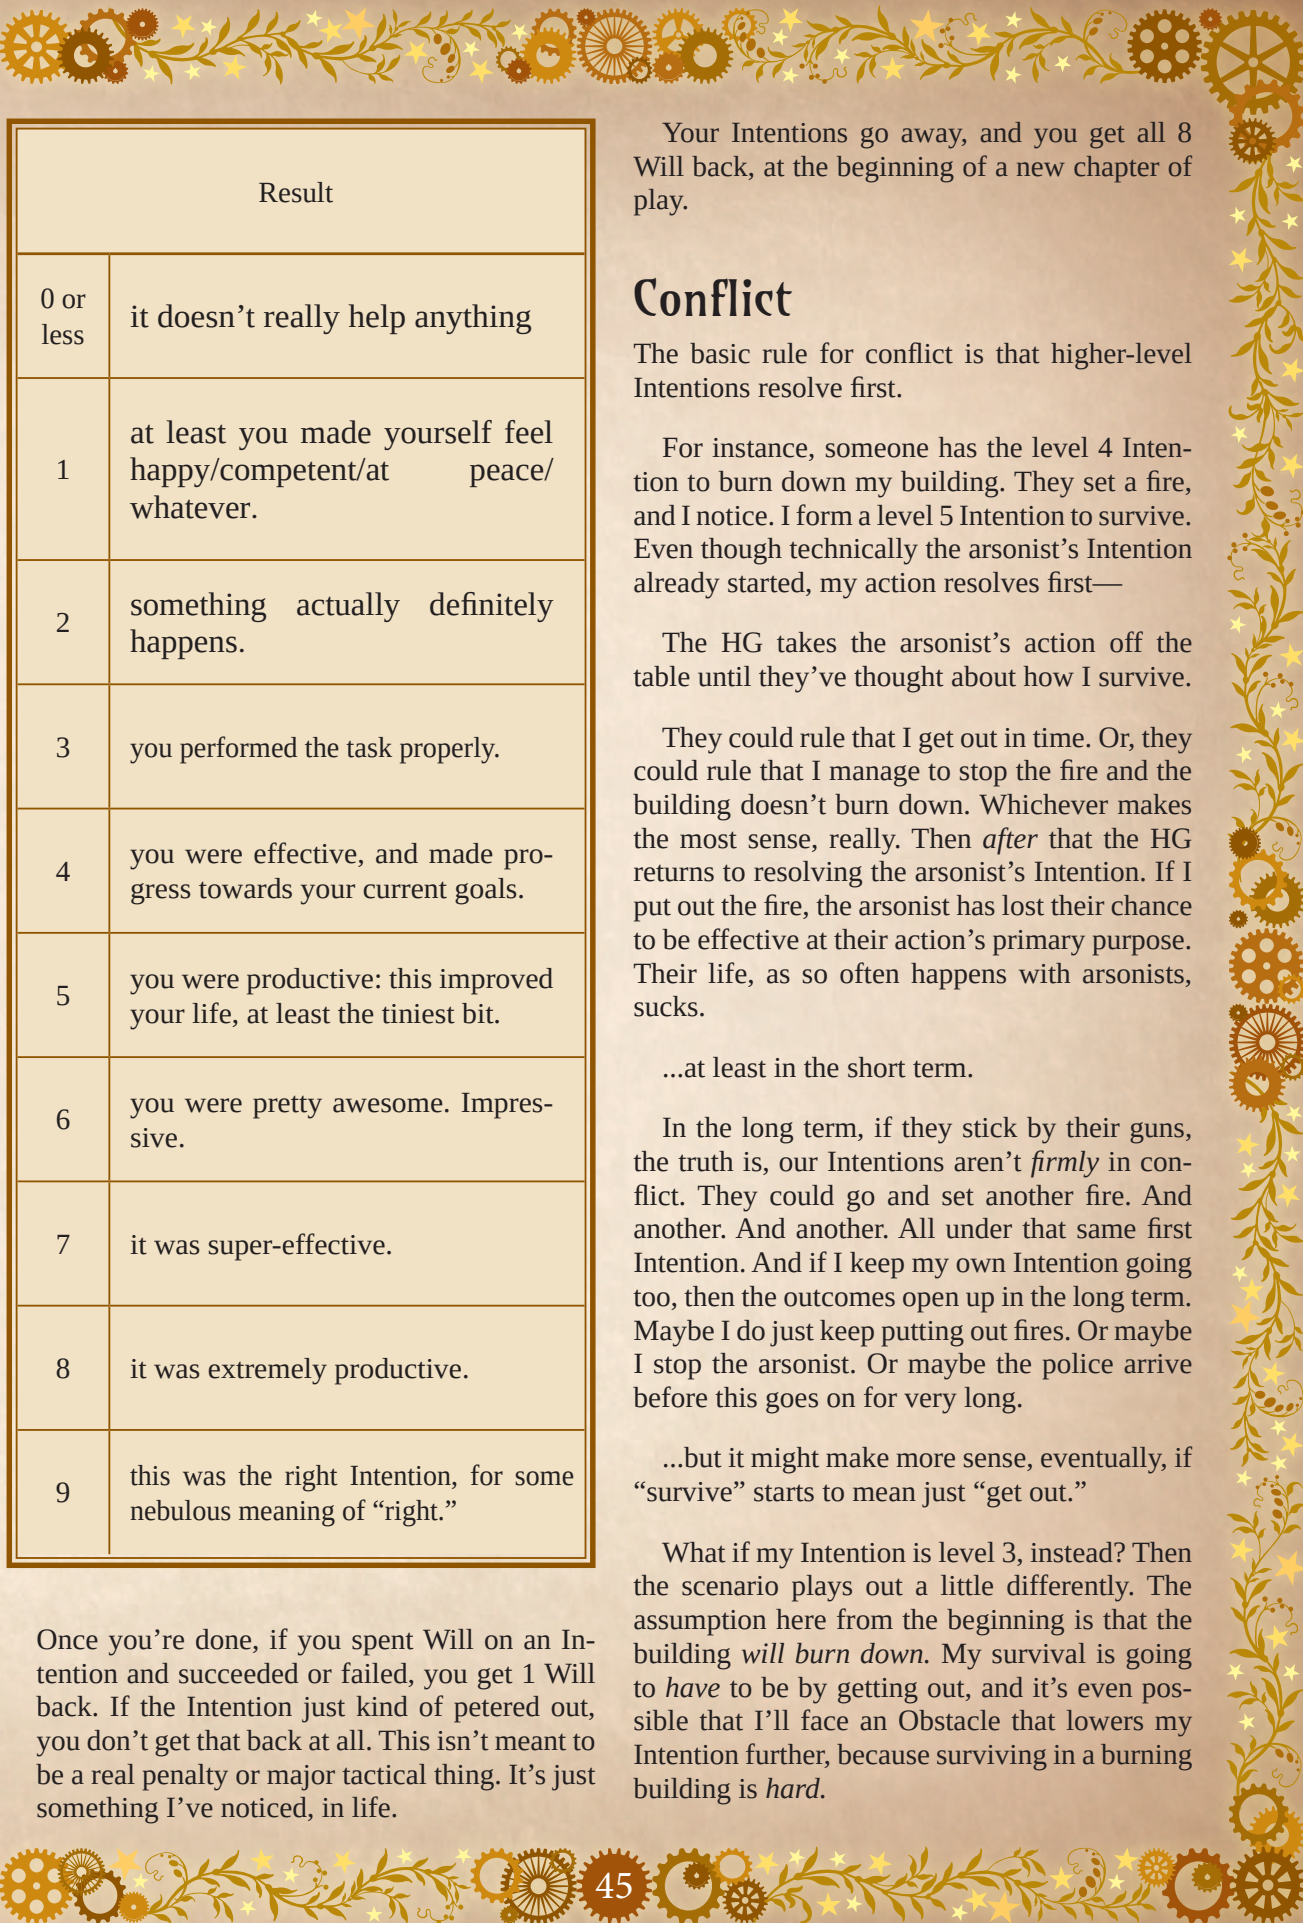 Result
0 or
less
it doesn’t really help anything
1
at least you made yourself feel
happy/competent/at peace/
whatever.
2
something actually definitely
happens.
3
you performed the task properly.
4
you were effective, and made pro-
gress towards your current goals.
5
you were productive: this improved
your life, at least the tiniest bit.
6
you were pretty awesome. Impres-
sive.
7
it was super-effective.
8
it was extremely productive.
9
this was the right Intention, for some
nebulous meaning of “right.”
Once you’re done, if you spent Will on an In-
tention and succeeded or failed, you get 1 Will
back. If the Intention just kind of petered out,
you don’t get that back at all. This isn’t meant to
be a real penalty or major tactical thing. It’s just
something I’ve noticed, in life.
Your Intentions go away, and you get all 8
Will back, at the beginning of a new chapter of
play.
Conflict
The basic rule for conflict is that higher-level
Intentions resolve first.
For instance, someone has the level 4 Inten-
tion to burn down my building. They set a fire,
and I notice. I form a level 5 Intention to survive.
Even though technically the arsonist’s Intention
already started, my action resolves first—
The HG takes the arsonist’s action off the
table until they’ve thought about how I survive.
They could rule that I get out in time. Or, they
could rule that I manage to stop the fire and the
building doesn’t burn down. Whichever makes
the most sense, really. Then after that the HG
returns to resolving the arsonist’s Intention. If I
put out the fire, the arsonist has lost their chance
to be effective at their action’s primary purpose.
Their life, as so often happens with arsonists,
sucks.
...at least in the short term.
In the long term, if they stick by their guns,
the truth is, our Intentions aren’t firmly in con-
flict. They could go and set another fire. And
another. And another. All under that same first
Intention. And if I keep my own Intention going
too, then the outcomes open up in the long term.
Maybe I do just keep putting out fires. Or maybe
I stop the arsonist. Or maybe the police arrive
before this goes on for very long.
...but it might make more sense, eventually, if
“survive” starts to mean just “get out.”
What if my Intention is level 3, instead? Then
the scenario plays out a little differently. The
assumption here from the beginning is that the
building will burn down. My survival is going
to have to be by getting out, and it’s even pos-
sible that I’ll face an Obstacle that lowers my
Intention further, because surviving in a burning
building is hard.
45